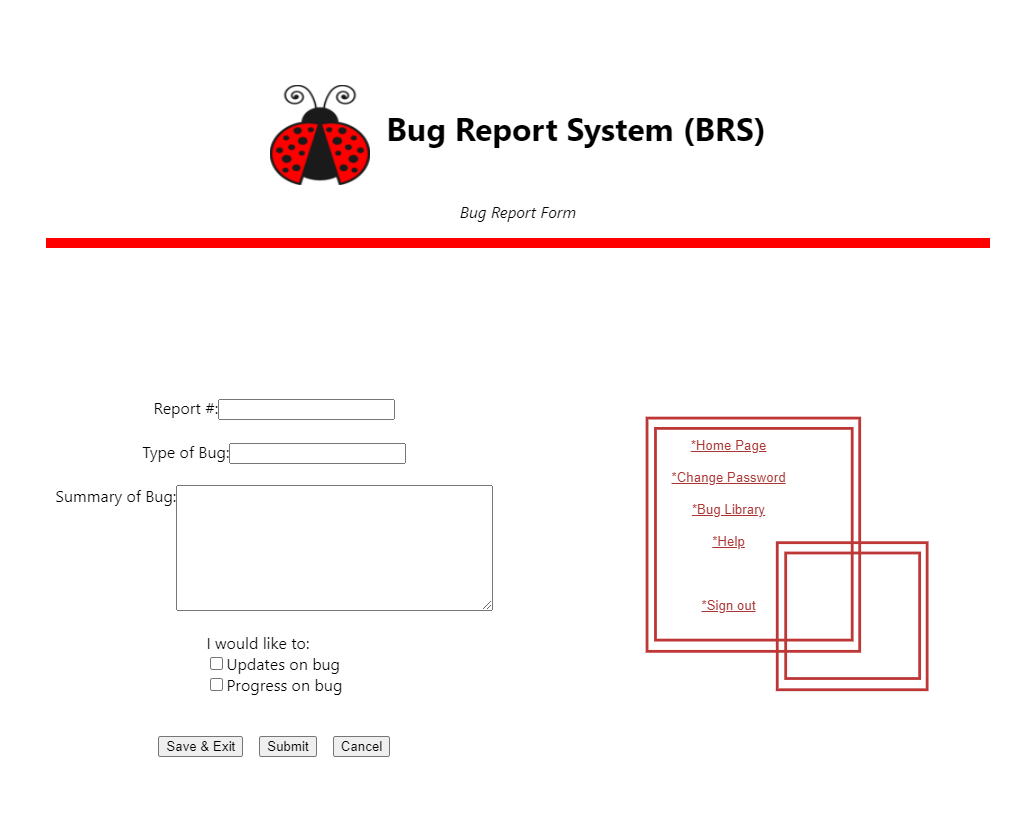 Bug Report System (BRS)
Bug Report Form
Report #:
Type of Bug:
Summary of Bug:
I would like to:
Updates on bug
Progress on bug
Save & Exit Submit Cancel
*Home Page
*Change Password
*Bug Library
*Help
*Sign out